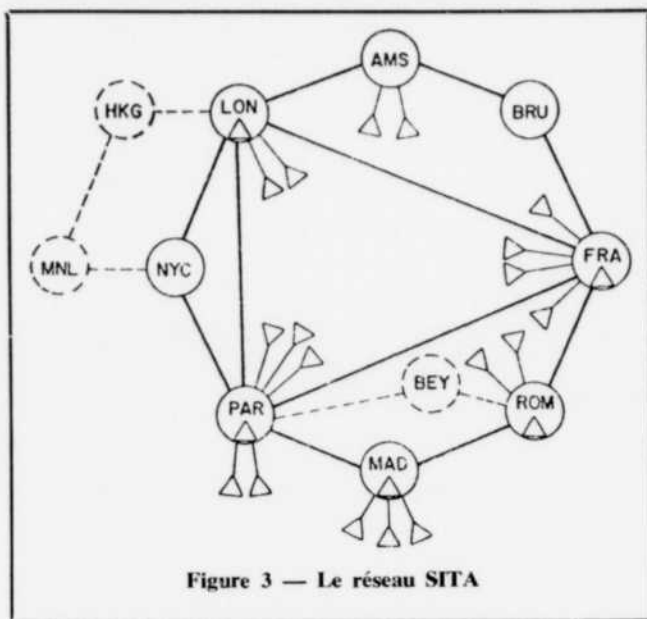 AMS
HKG
LON
BRU
MNL
NYC
FRA
BEY
PAR
ROM
MAD
Figure 3 — Le réseau SITA